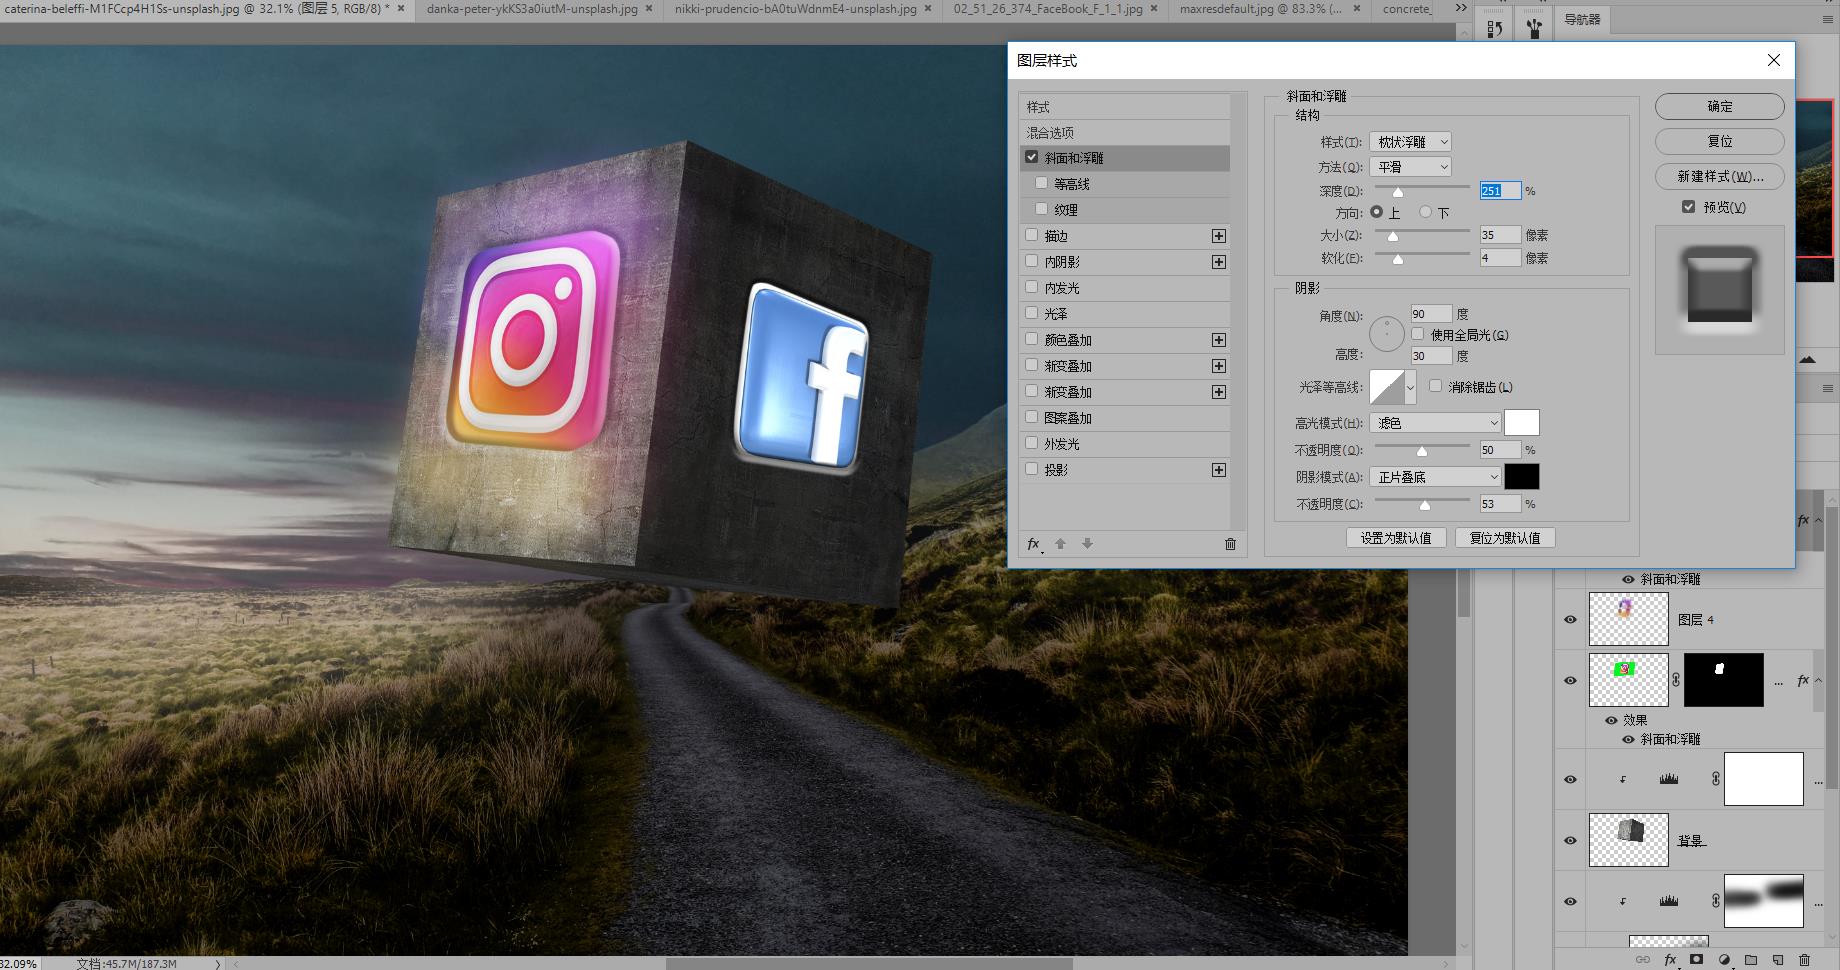 caterina-beleffi-M1FCcp4H1Ss-unsplash.jpg @ 32.1% (图层 5, RGB/8) *
danka-peter-ykKS3a0iutM-unsplash.jpg
nikki-prudencio-bA0tuWdnmE4-unsplash.jpg
02_51_26_374_FaceBook_F_1_1.jpg
maxresdefault.jpg @ 83.3% (...
concrete_
导航器
图层样式
样式
混合选项
斜面和浮雕
等高线
纹理
描边
内阴影
内发光
光泽
颜色叠加
渐变叠加
渐变叠加
图案叠加
外发光
投影
fx
斜面和浮雕
结构
样式(T): 枕状浮雕
方法(Q): 平滑
深度(D): 251 %
方向: 上 下
大小(Z): 35 像素
软化(F): 4 像素
阴影
角度(N): 90 度
使用全局光(G)
高度: 30 度
光泽等高线: 消除锯齿(L)
高光模式(H): 滤色
不透明度(O): 50 %
阴影模式(A): 正片叠底
不透明度(C): 53 %
设置为默认值 复位为默认值
确定
复位
新建样式(W)...
预览(V)
fx
斜面和浮雕
图层 4
... fx
效果
斜面和浮雕
...
背景
...
fx
32.09% 文档:45.7M/187.3M
f